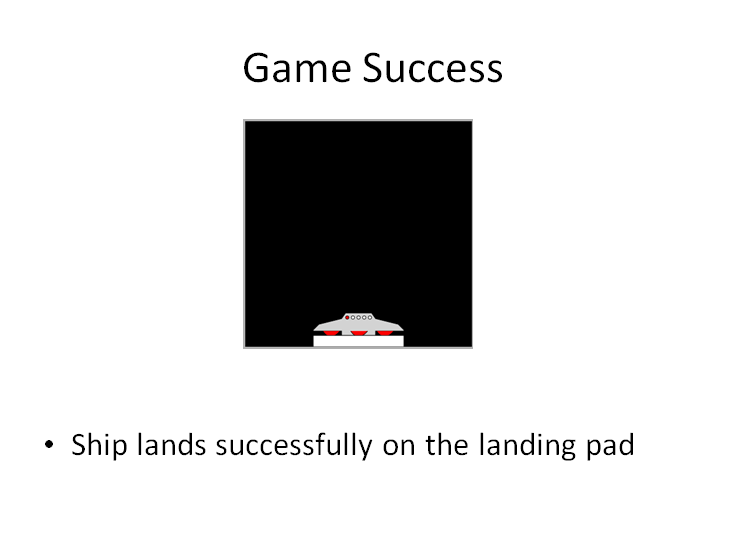 Game Success
• Ship lands successfully on the landing pad